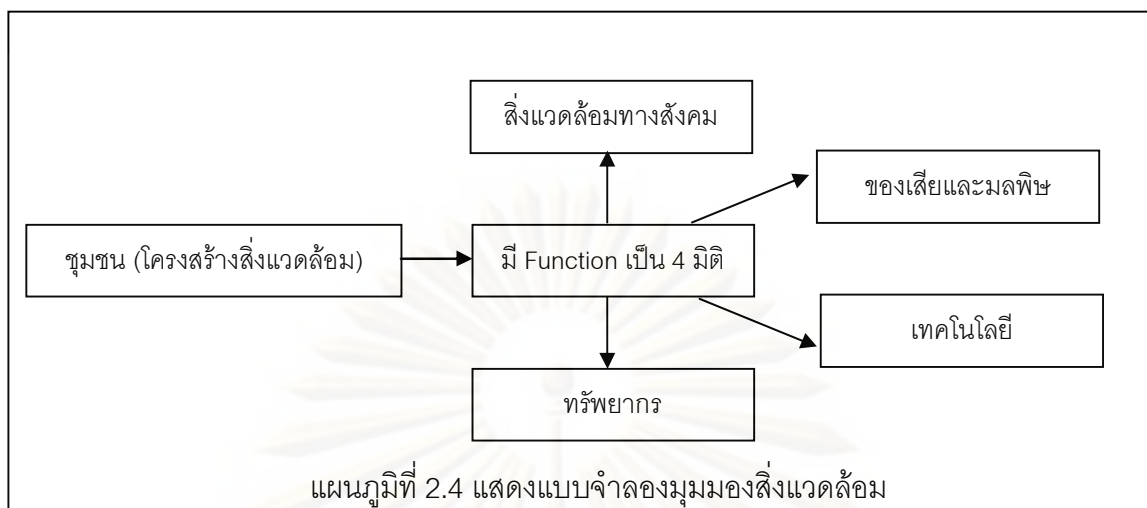 สิ่งแวดล้อมทางสังคม
ของเสียและมลพิษ
ชุมชน (โครงสร้างสิ่งแวดล้อม)
มี Function เป็น 4 มิติ
เทคโนโลยี
ทรัพยากร
แผนภูมิที่ 2.4 แสดงแบบจำลองมุมมองสิ่งแวดล้อม